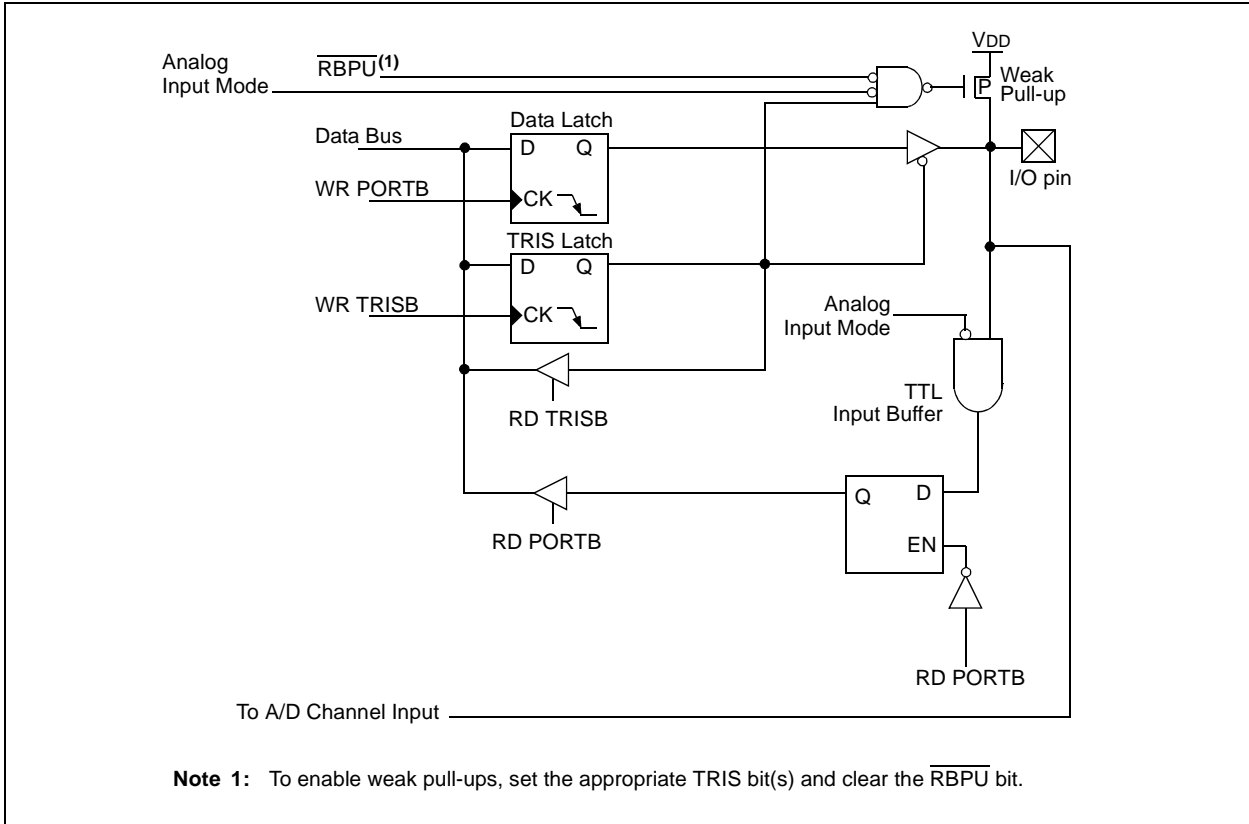 VDD
Analog
Input Mode
RBPU(1)
Weak
Pull-up
P
Data Latch
Data Bus
D Q
I/O pin
WR PORTB
CK
TRIS Latch
D Q
WR TRISB
CK
Analog
Input Mode
RD TRISB
TTL
Input Buffer
Q D
RD PORTB
EN
RD PORTB
To A/D Channel Input
Note 1: To enable weak pull-ups, set the appropriate TRIS bit(s) and clear the RBPU bit.